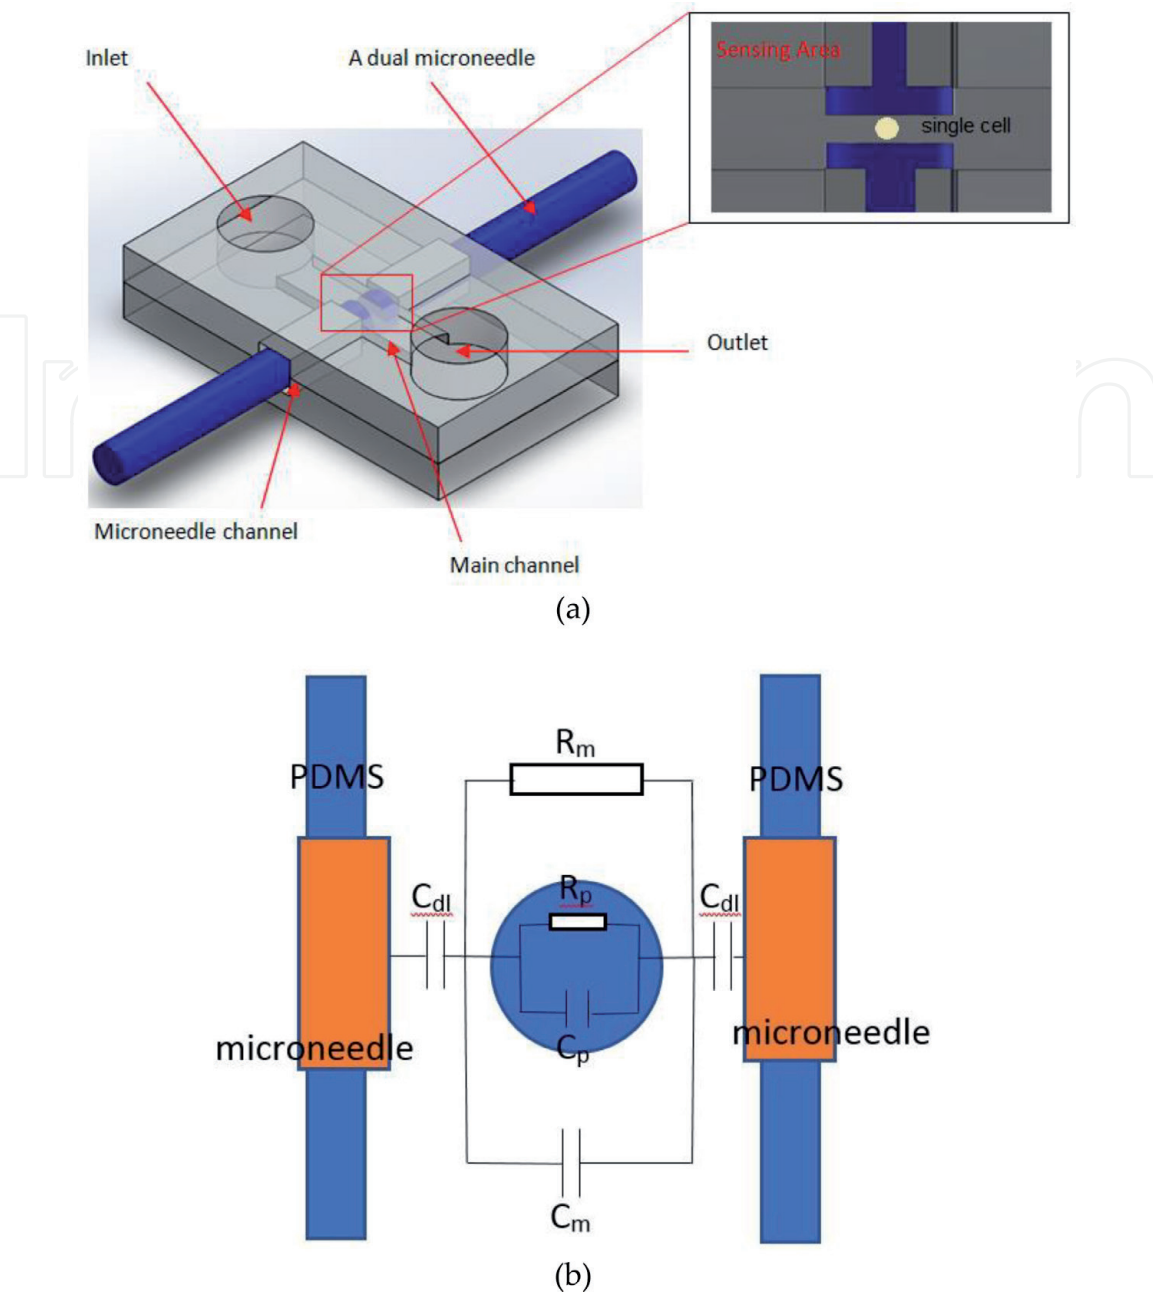 Inlet
A dual microneedle
Sensing Area
single cell
Outlet
Microneedle channel
Main channel
(a)
Rm
PDMS
PDMS
Rp
Cdl
Cdl
microneedle
microneedle
Cp
Cm
(b)